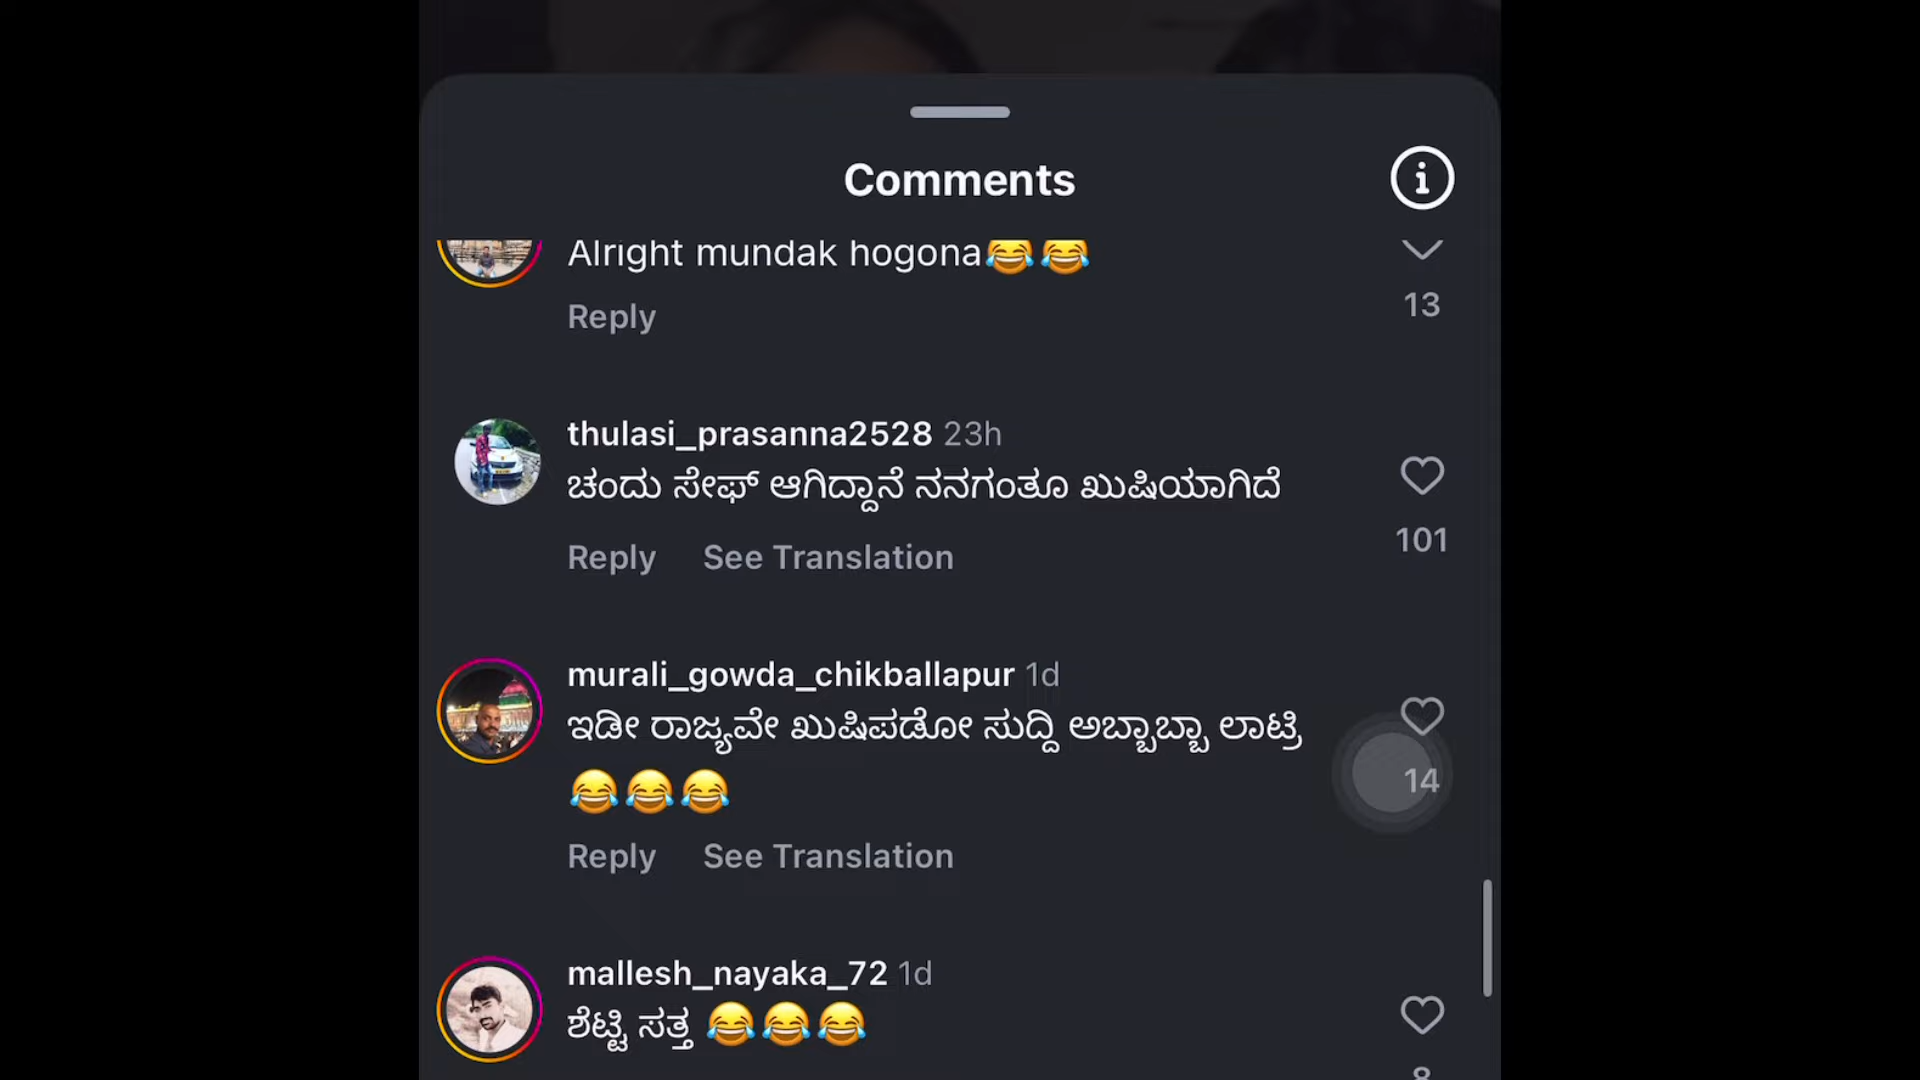 Comments
Alright mundak hogona😂😂
13
Reply
thulasi_prasanna2528 23h
ಚಂದು ಸೇಫ್ ಆಗಿದ್ದಾನೆ ನನಗಂತೂ ಖುಷಿಯಾಗಿದೆ
101
Reply See Translation
murali_gowda_chikballapur 1d
ಇಡೀ ರಾಜ್ಯವೇ ಖುಷಿಪಡೋ ಸುದ್ದಿ ಅಬ್ಬಾಬ್ಬಾ ಲಾಟ್ರಿ
😂😂😂
14
Reply See Translation
mallesh_nayaka_72 1d
ಶೆಟ್ಟಿ ಸತ್ತ 😂😂😂